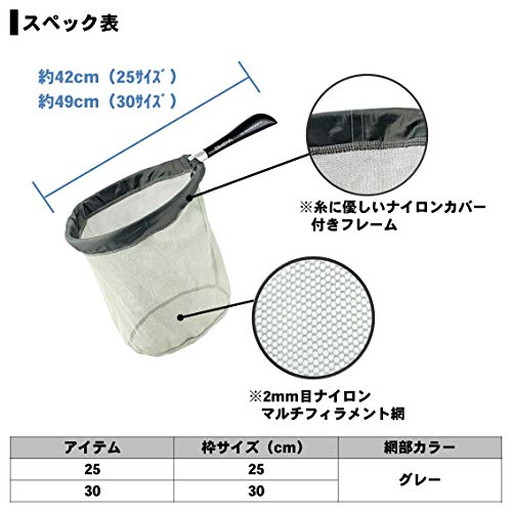 スペック表
約42cm（25ｻｲｽﾞ）
約49cm（30ｻｲｽﾞ）
※糸に優しいナイロンカバー
付きフレーム
※2mm目ナイロン
マルチフィラメント網
アイテム 枠サイズ（cm） 網部カラー
25 25 グレー
30 30